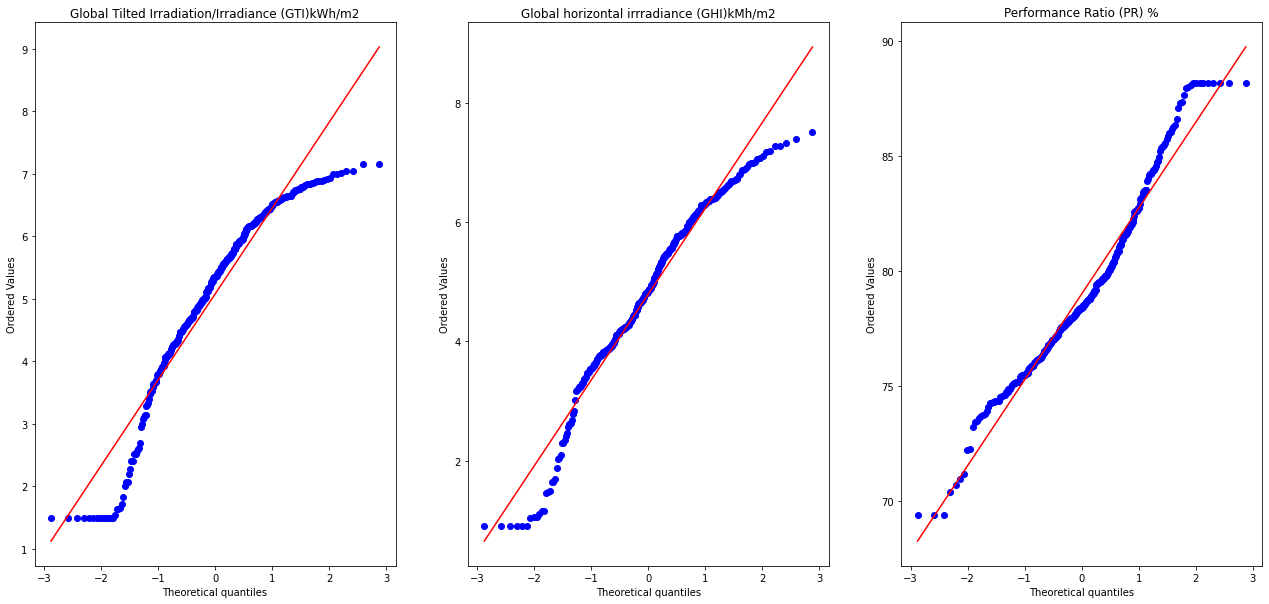 Global Tilted Irradiation/Irradiance (GTI)kWh/m2
Ordered Values
9
8
7
6
5
4
3
2
1
−3 −2 −1 0 1 2 3
Theoretical quantiles
Global horizontal irrradiance (GHI)kMh/m2
Ordered Values
8
6
4
2
−3 −2 −1 0 1 2 3
Theoretical quantiles
Performance Ratio (PR) %
Ordered Values
90
85
80
75
70
−3 −2 −1 0 1 2 3
Theoretical quantiles